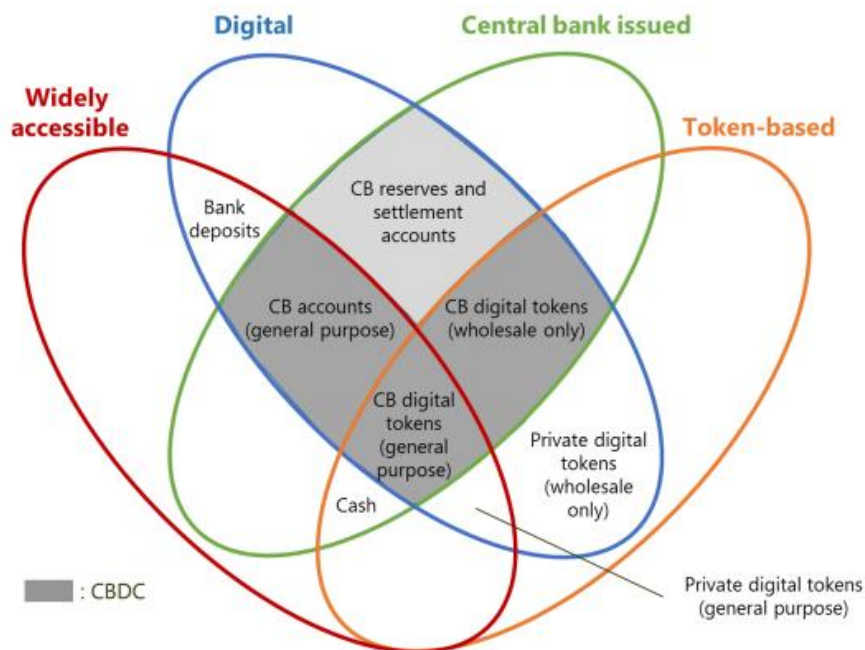 Digital
Central bank issued
Widely
accessible
Token-based
CB reserves and
settlement
accounts
Bank
deposits
CB accounts
(general purpose)
CB digital tokens
(wholesale only)
CB digital
tokens
(general
purpose)
Private digital
tokens
(wholesale
only)
Cash
: CBDC
Private digital tokens
(general purpose)